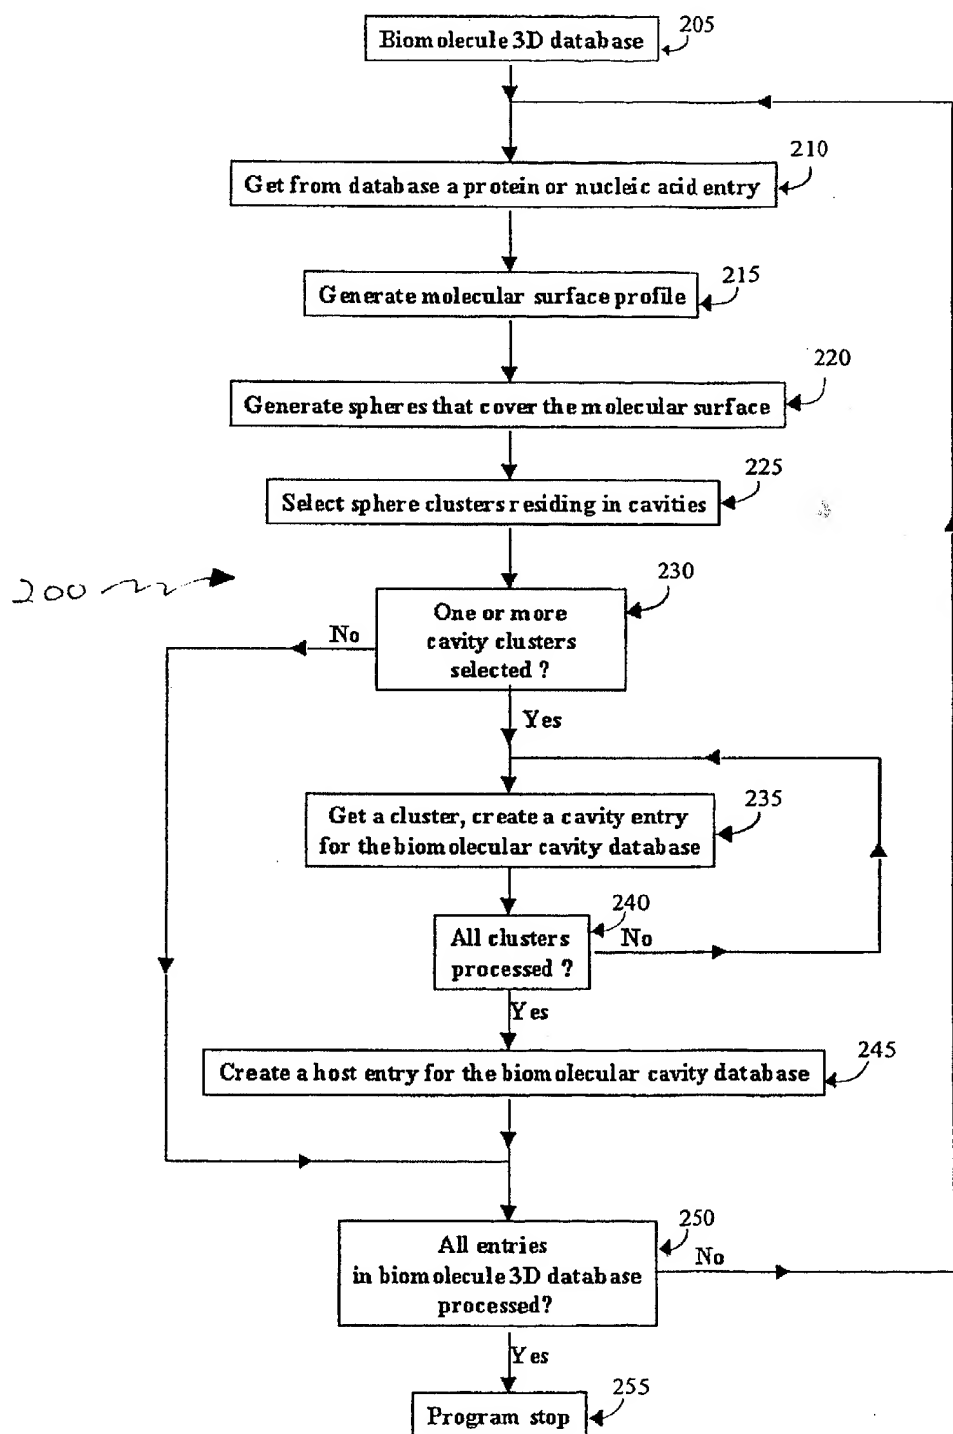 Biomolecule 3D database
205
210
Get from database a protein or nucleic acid entry
215
Generate molecular surface profile
220
Generate spheres that cover the molecular surface
225
Select sphere clusters residing in cavities
200
230
One or more
cavity clusters
selected ?
No
Yes
235
Get a cluster, create a cavity entry
for the biomolecular cavity database
240
All clusters
processed ?
No
Yes
245
Create a host entry for the biomolecular cavity database
250
All entries
in biomolecule 3D database
processed?
No
Yes
255
Program stop